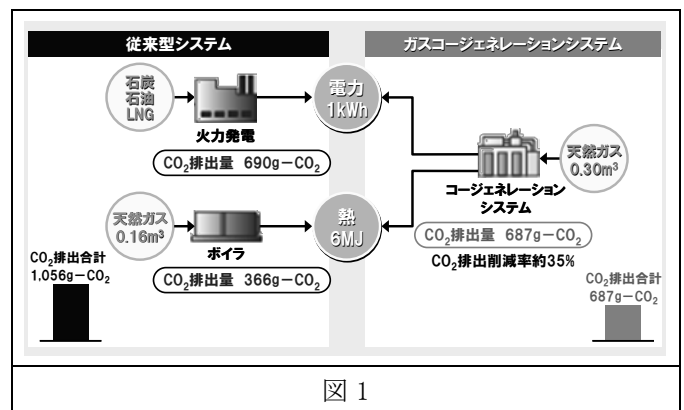 従来型システム
ガスコージェネレーションシステム
石炭
石油
LNG
火力発電
CO₂排出量 690g－CO₂
電力
1kWh
天然ガス
0.16m³
ボイラ
CO₂排出量 366g－CO₂
熱
6MJ
CO₂排出合計
1,056g－CO₂
天然ガス
0.30m³
コージェネレーション
システム
CO₂排出量 687g－CO₂
CO₂排出削減率約35%
CO₂排出合計
687g－CO₂
図 1